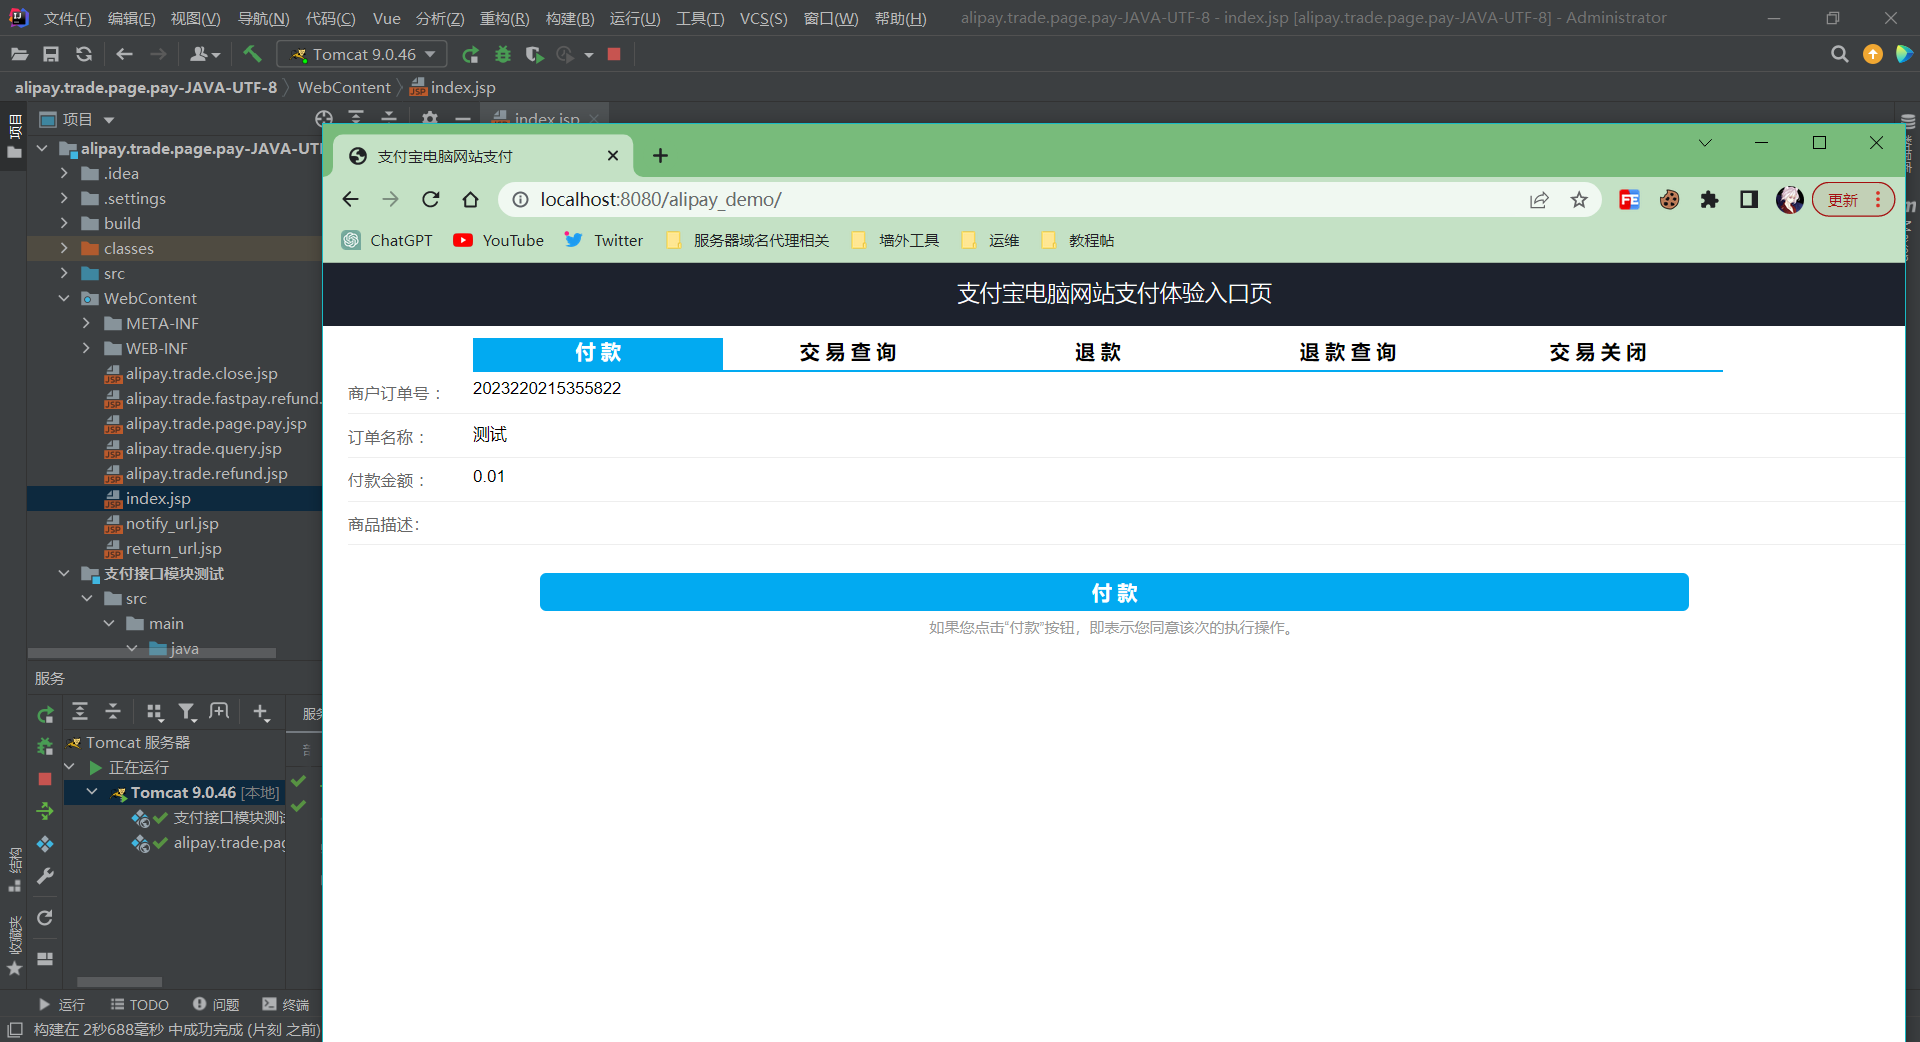 文件(F) 编辑(E) 视图(V) 导航(N) 代码(C) Vue 分析(Z) 重构(R) 构建(B) 运行(U) 工具(T) VCS(S) 窗口(W) 帮助(H) alipay.trade.page.pay-JAVA-UTF-8 - index.jsp [alipay.trade.page.pay-JAVA-UTF-8] - Administrator
Tomcat 9.0.46
alipay.trade.page.pay-JAVA-UTF-8 WebContent index.jsp
项目
项目
index.jsp
alipay.trade.page.pay-JAVA-UTF
.idea
.settings
build
classes
src
WebContent
META-INF
WEB-INF
alipay.trade.close.jsp
alipay.trade.fastpay.refund.
alipay.trade.page.pay.jsp
alipay.trade.query.jsp
alipay.trade.refund.jsp
index.jsp
notify_url.jsp
return_url.jsp
支付接口模块测试
src
main
java
支付宝电脑网站支付
localhost:8080/alipay_demo/
更新
ChatGPT YouTube Twitter 服务器域名代理相关 墙外工具 运维 教程帖
支付宝电脑网站支付体验入口页
付 款 交 易 查 询 退 款 退 款 查 询 交 易 关 闭
商户订单号： 2023220215355822
订单名称： 测试
付款金额： 0.01
商品描述:
付 款
如果您点击“付款”按钮，即表示您同意该次的执行操作。
服务
Tomcat 服务器
正在运行
Tomcat 9.0.46 [本地]
支付接口模块测试
alipay.trade.pag
结构
收藏夹
运行 TODO 问题 终端
构建在 2秒688毫秒 中成功完成 (片刻 之前)